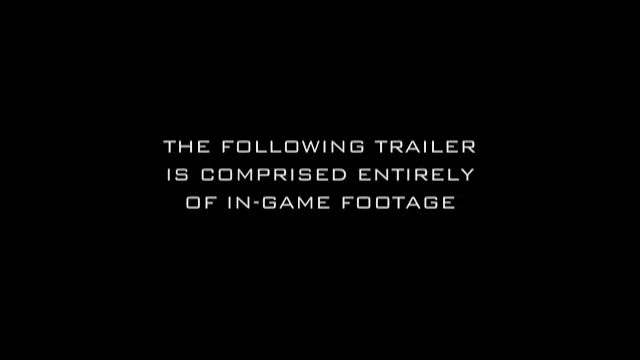 THE FOLLOWING TRAILER
IS COMPRISED ENTIRELY
OF IN-GAME FOOTAGE